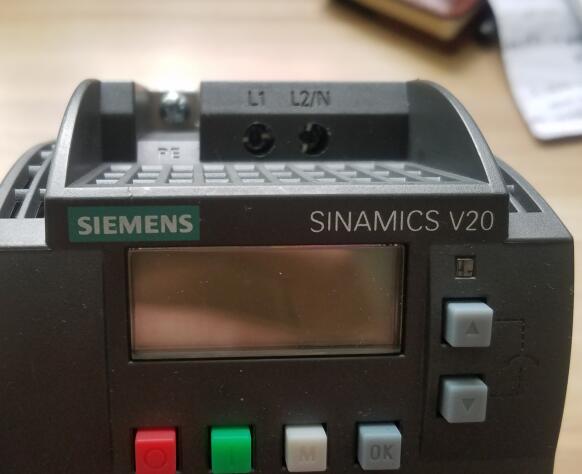 L1 L2/N
PE
SIEMENS SINAMICS V20
M OK